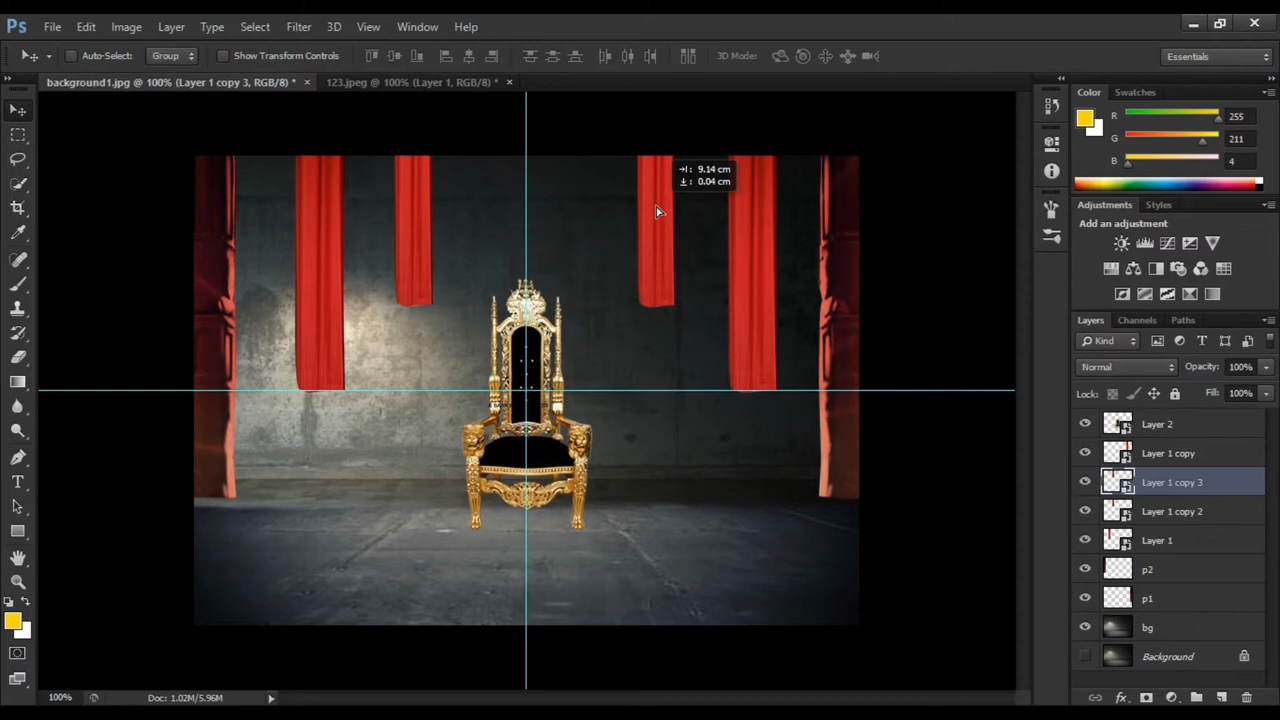 Ps File Edit Image Layer Type Select Filter 3D View Window Help
Auto-Select: Group Show Transform Controls 3D Mode: Essentials
background1.jpg @ 100% (Layer 1 copy 3, RGB/8) * × 123.jpeg @ 100% (Layer 1, RGB/8) * ×
Color Swatches
R 255
G 211
B 4
9.14 cm
0.04 cm
Adjustments Styles
Add an adjustment
Layers Channels Paths
Kind
Normal Opacity: 100%
Lock: Fill: 100%
Layer 2
Layer 1 copy
Layer 1 copy 3
Layer 1 copy 2
Layer 1
p2
p1
bg
Background
100% Doc: 1.02M/5.96M